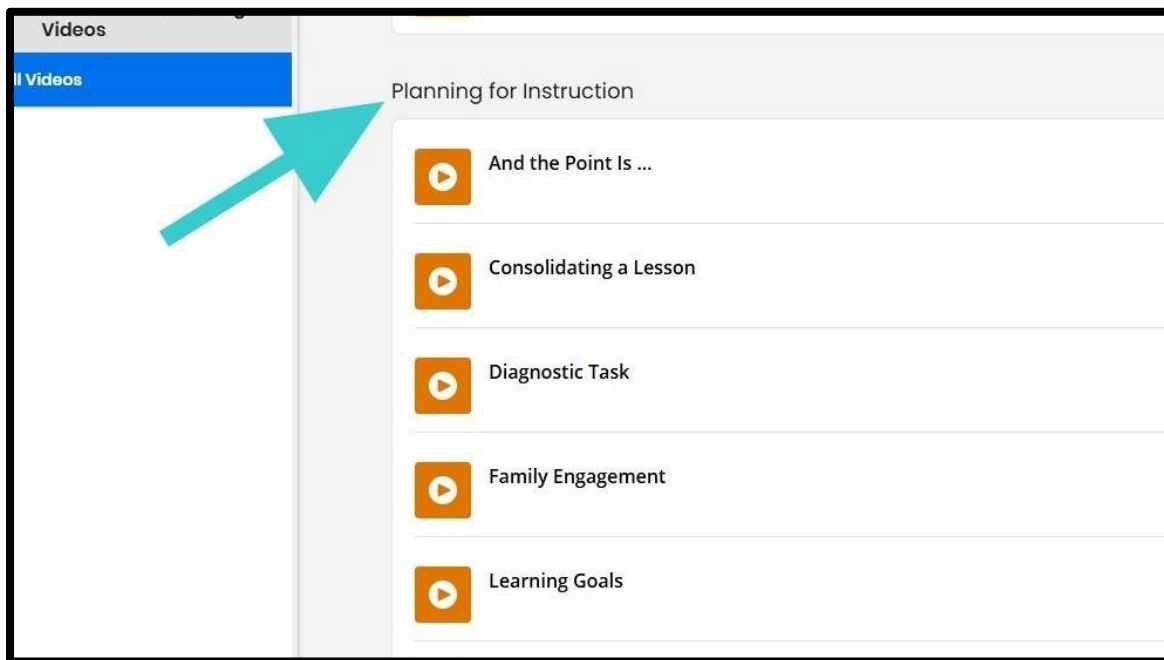 Videos
ll Videos
Planning for Instruction
And the Point Is ...
Consolidating a Lesson
Diagnostic Task
Family Engagement
Learning Goals